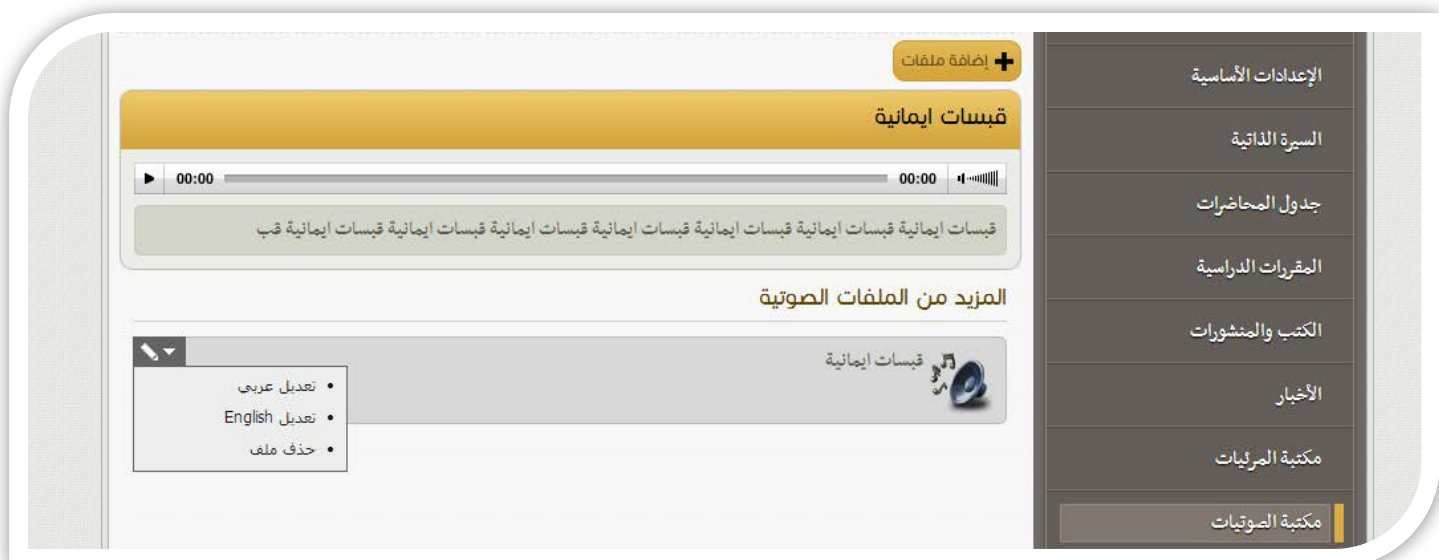 الإعدادات الأساسية
السيرة الذاتية
جدول المحاضرات
المقررات الدراسية
الكتب والمنشورات
الأخبار
مكتبة المرئيات
مكتبة الصوتيات
إضافة ملفات
قبسات ايمانية
00:00 00:00
قبسات ايمانية قبسات ايمانية قبسات ايمانية قبسات ايمانية قبسات ايمانية قبسات ايمانية قبسات ايمانية قب
المزيد من الملفات الصوتية
قبسات ايمانية
تعديل عربي
تعديل English
حذف ملف